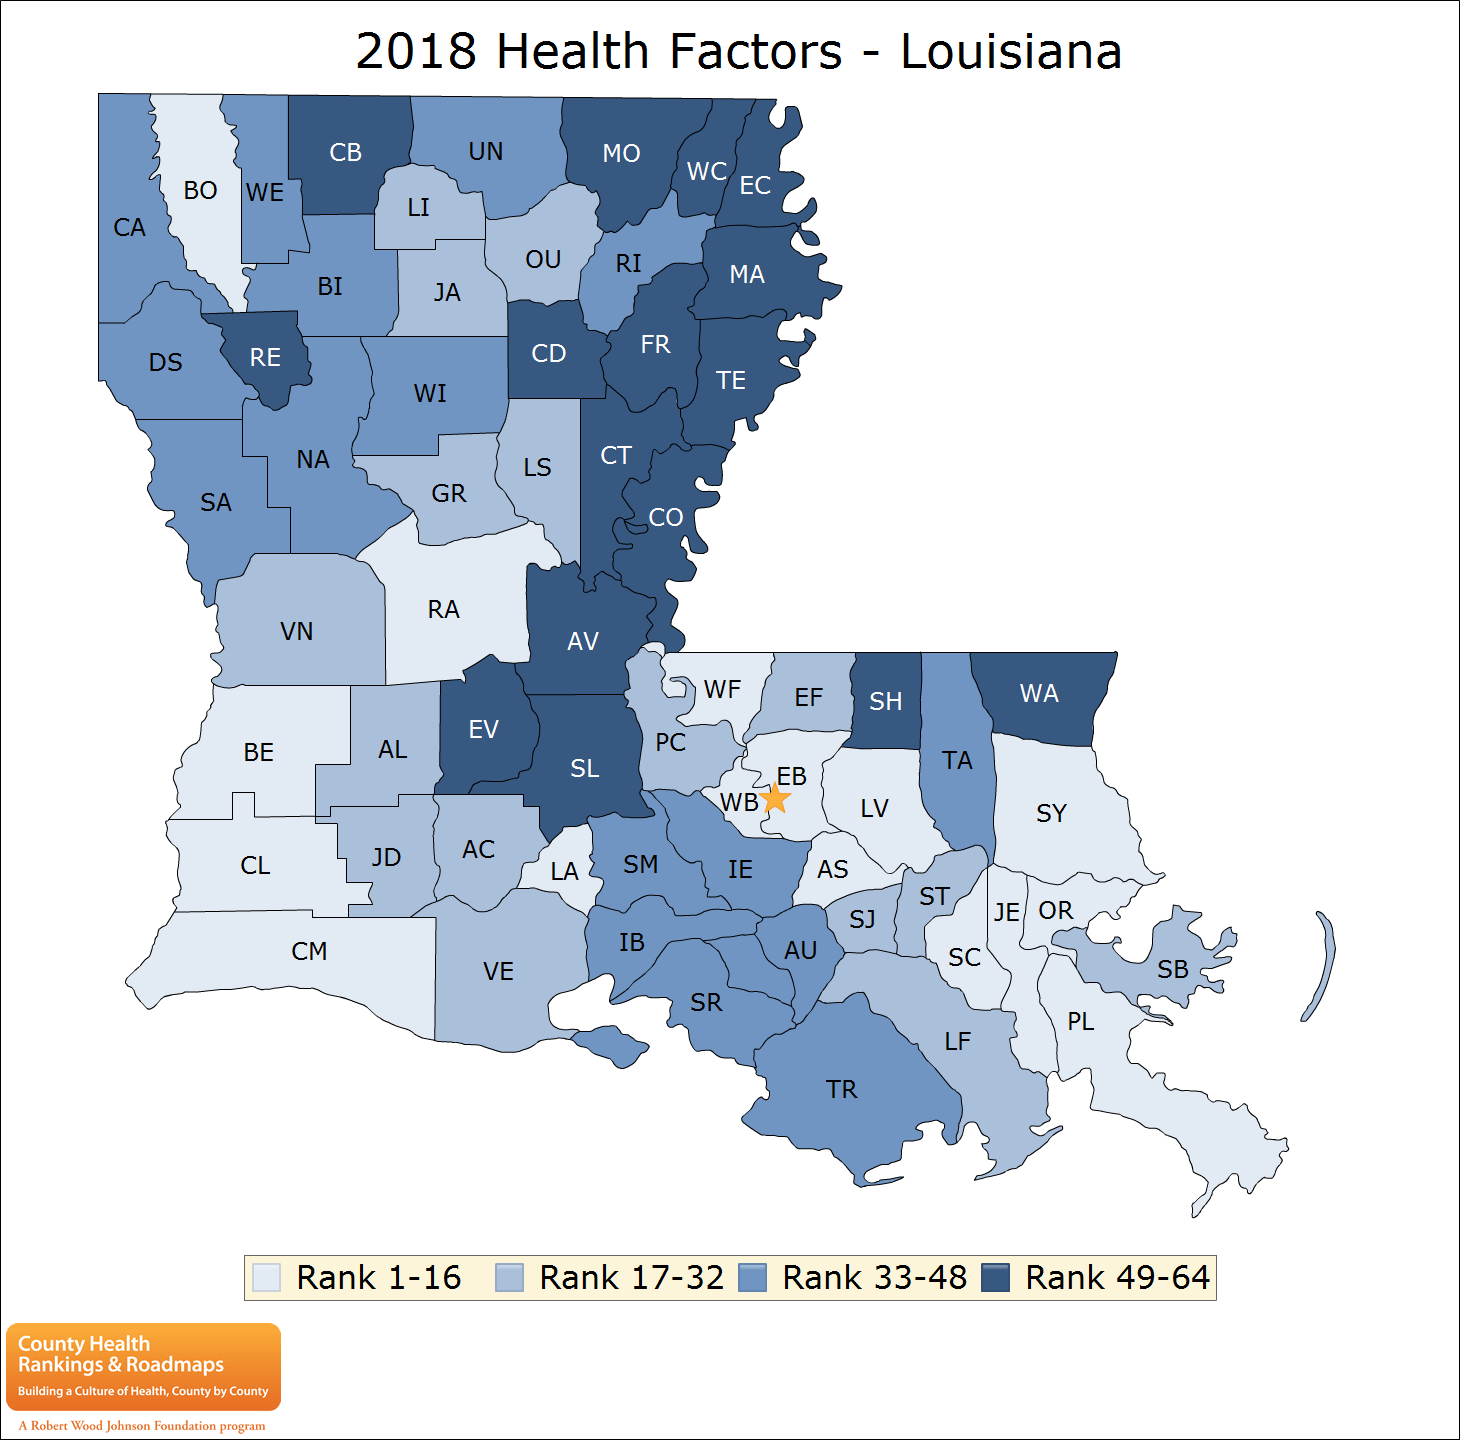 2018 Health Factors - Louisiana
CB
UN
MO
WC
EC
BO
WE
LI
CA
OU
RI
MA
BI
JA
FR
CD
RE
DS
TE
WI
CT
NA
LS
GR
SA
CO
RA
VN
AV
WF
EF
SH
WA
EV
PC
BE
AL
TA
SL
EB
WB
LV
SY
AC
JD
CL
SM
IE
LA
AS
ST
JE
OR
SJ
IB
AU
CM
SC
VE
SB
SR
PL
LF
TR
Rank 1-16 Rank 17-32 Rank 33-48 Rank 49-64
County Health
Rankings & Roadmaps
Building a Culture of Health, County by County
A Robert Wood Johnson Foundation program